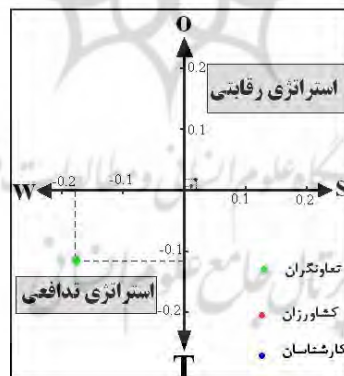 O
0.2
استراتژی رقابتی
0.1
W
-0.2
-0.1
0.1
0.2
S
-0.1
تعاونگران
استراتژی تدافعی
کشاورزان
-0.2
کارشناسان
T